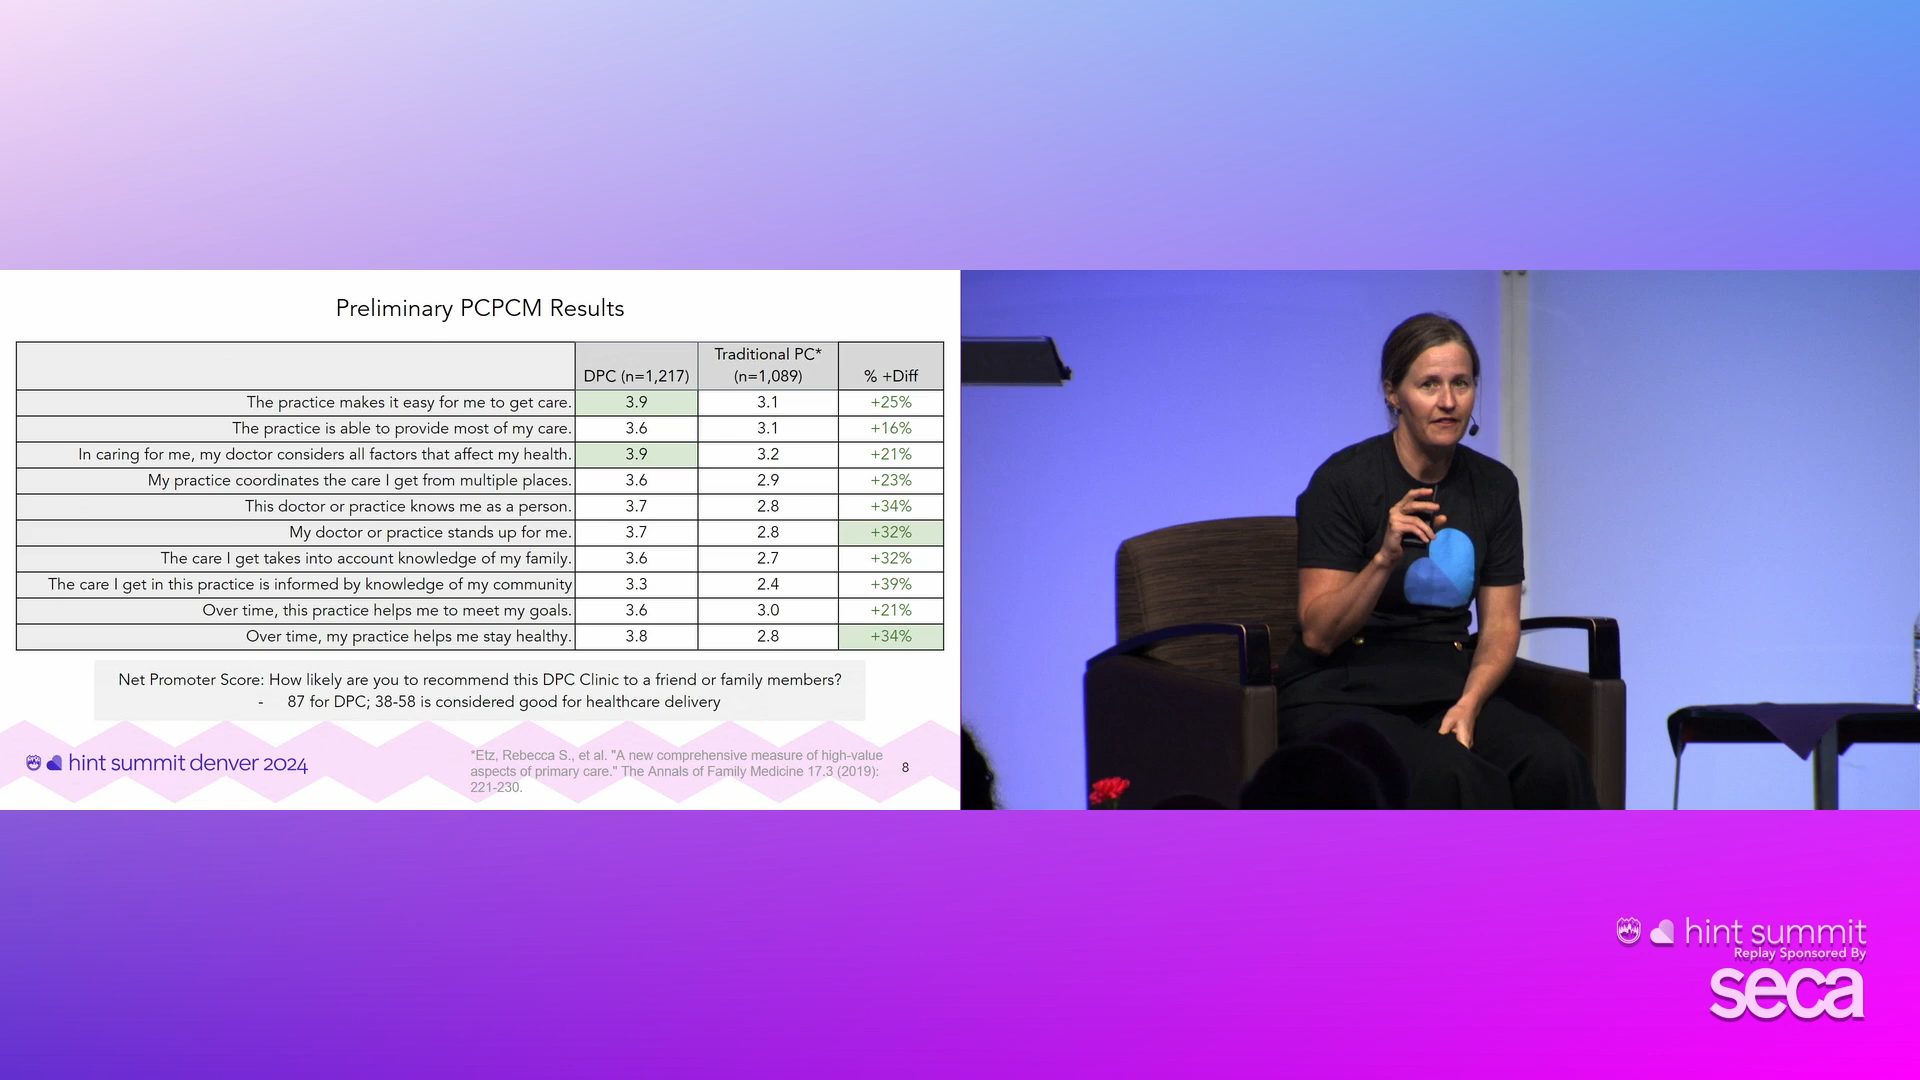 Preliminary PCPCM Results
DPC (n=1,217) Traditional PC* (n=1,089) % +Diff
The practice makes it easy for me to get care. 3.9 3.1 +25%
The practice is able to provide most of my care. 3.6 3.1 +16%
In caring for me, my doctor considers all factors that affect my health. 3.9 3.2 +21%
My practice coordinates the care I get from multiple places. 3.6 2.9 +23%
This doctor or practice knows me as a person. 3.7 2.8 +34%
My doctor or practice stands up for me. 3.7 2.8 +32%
The care I get takes into account knowledge of my family. 3.6 2.7 +32%
The care I get in this practice is informed by knowledge of my community 3.3 2.4 +39%
Over time, this practice helps me to meet my goals. 3.6 3.0 +21%
Over time, my practice helps me stay healthy. 3.8 2.8 +34%
Net Promoter Score: How likely are you to recommend this DPC Clinic to a friend or family members?
- 87 for DPC; 38-58 is considered good for healthcare delivery
hint summit denver 2024
*Etz, Rebecca S., et al. "A new comprehensive measure of high-value
aspects of primary care." The Annals of Family Medicine 17.3 (2019):
221-230.
8
hint summit
Replay Sponsored By
seca